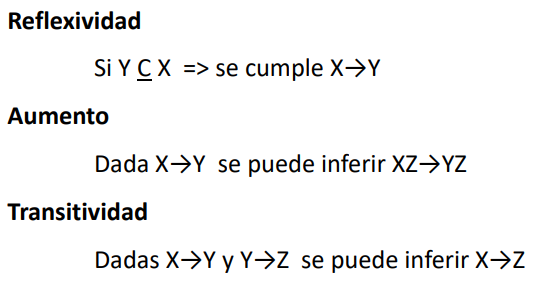 Reflexividad
Si Y C X => se cumple X→Y
Aumento
Dada X→Y se puede inferir XZ→YZ
Transitividad
Dadas X→Y y Y→Z se puede inferir X→Z